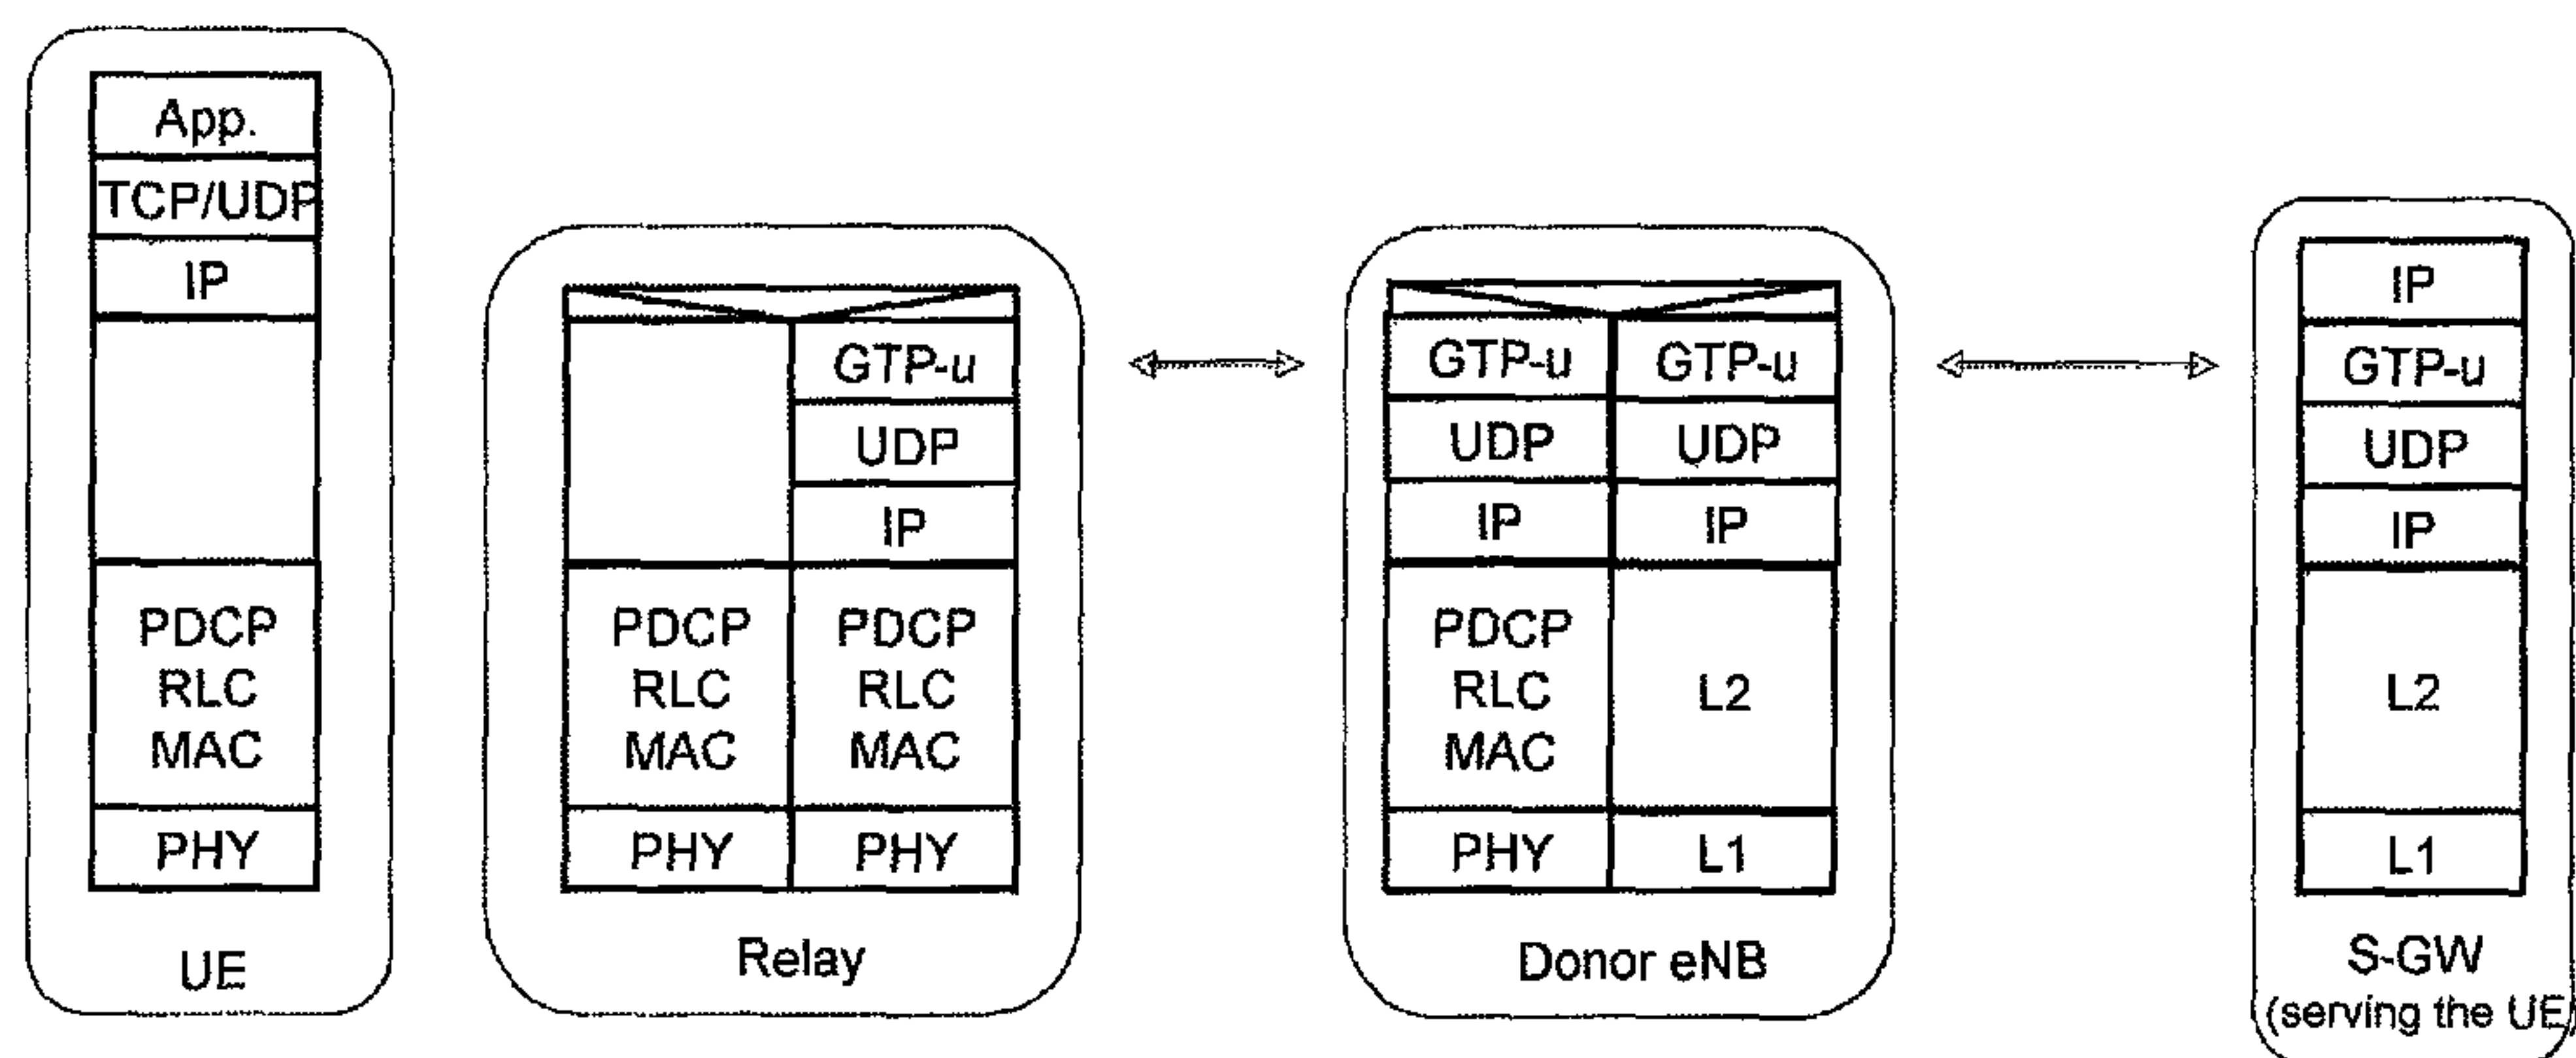 App.
TCP/UDP
IP
PDCP
RLC
MAC
PHY
UE
GTP-u
UDP
IP
PDCP
RLC
MAC
PHY
PDCP
RLC
MAC
PHY
Relay
GTP-u
UDP
IP
PDCP
RLC
MAC
PHY
GTP-u
UDP
IP
L2
L1
Donor eNB
IP
GTP-u
UDP
IP
L2
L1
S-GW
(serving the UE)